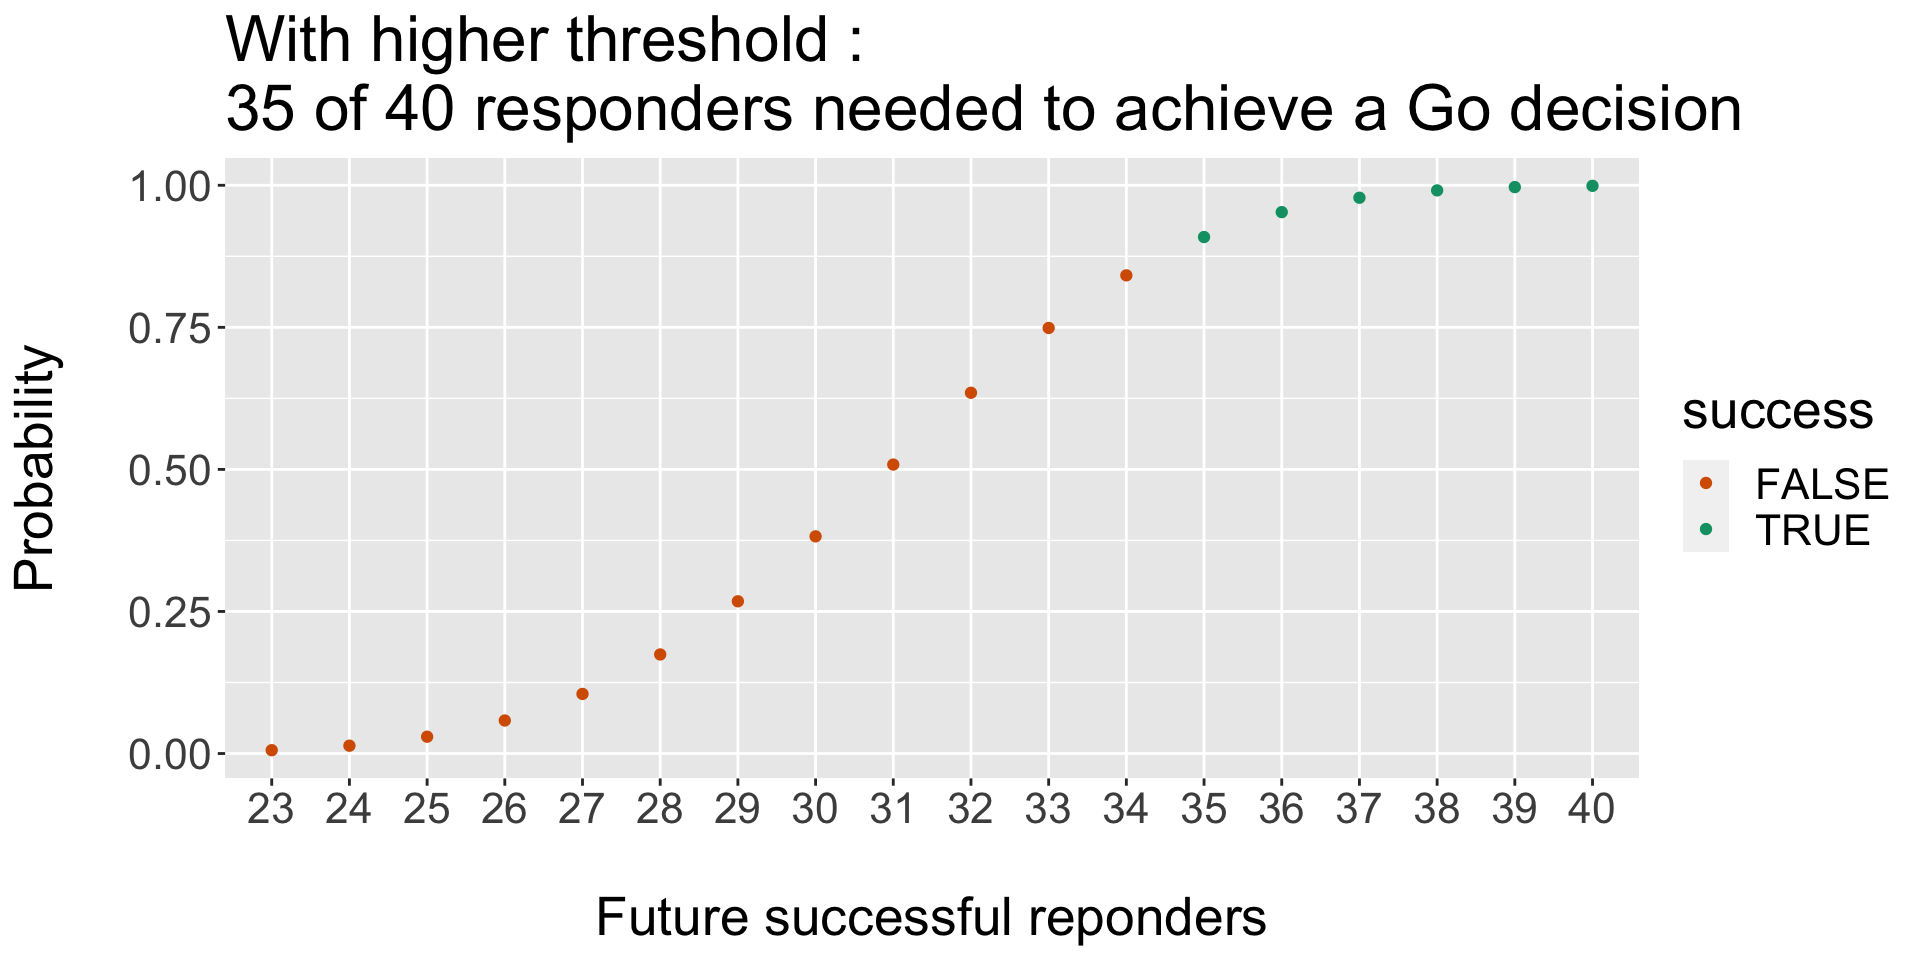 With higher threshold :
35 of 40 responders needed to achieve a Go decision
Probability
1.00
0.75
0.50
0.25
0.00
23 24 25 26 27 28 29 30 31 32 33 34 35 36 37 38 39 40
Future successful reponders
success
FALSE
TRUE